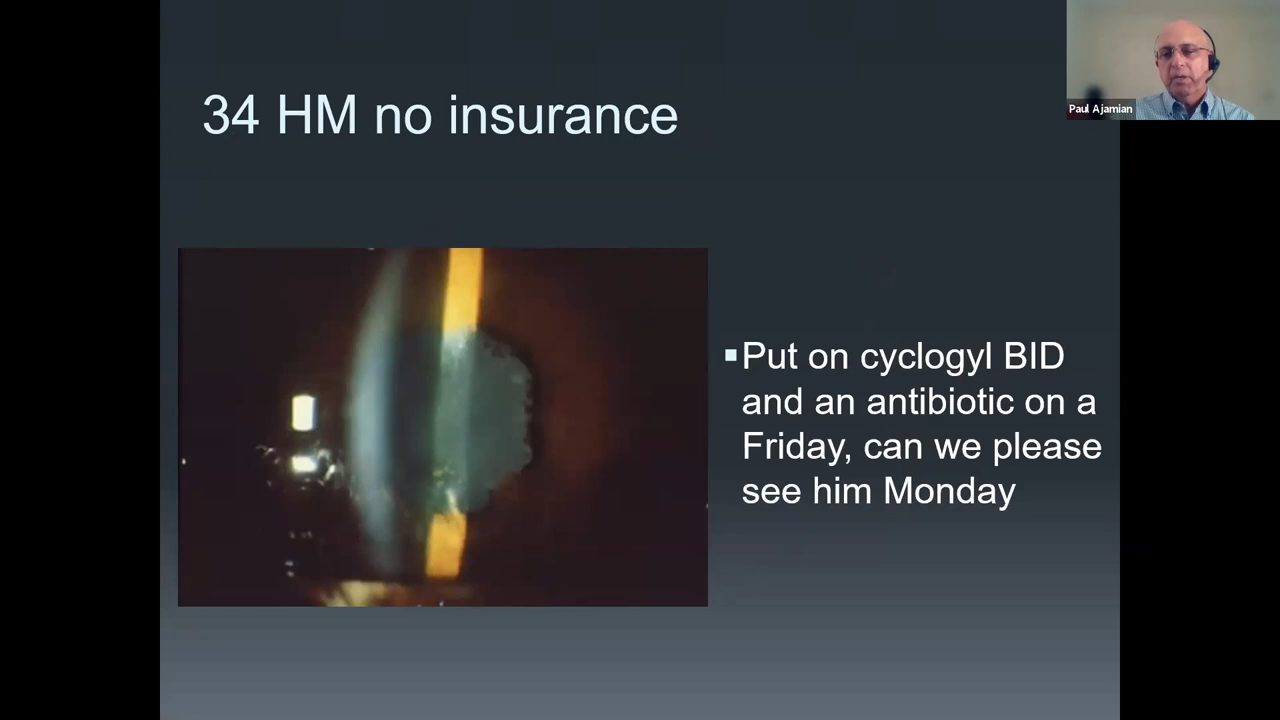 34 HM no insurance
Paul Ajamian
▪Put on cyclogyl BID
and an antibiotic on a
Friday, can we please
see him Monday